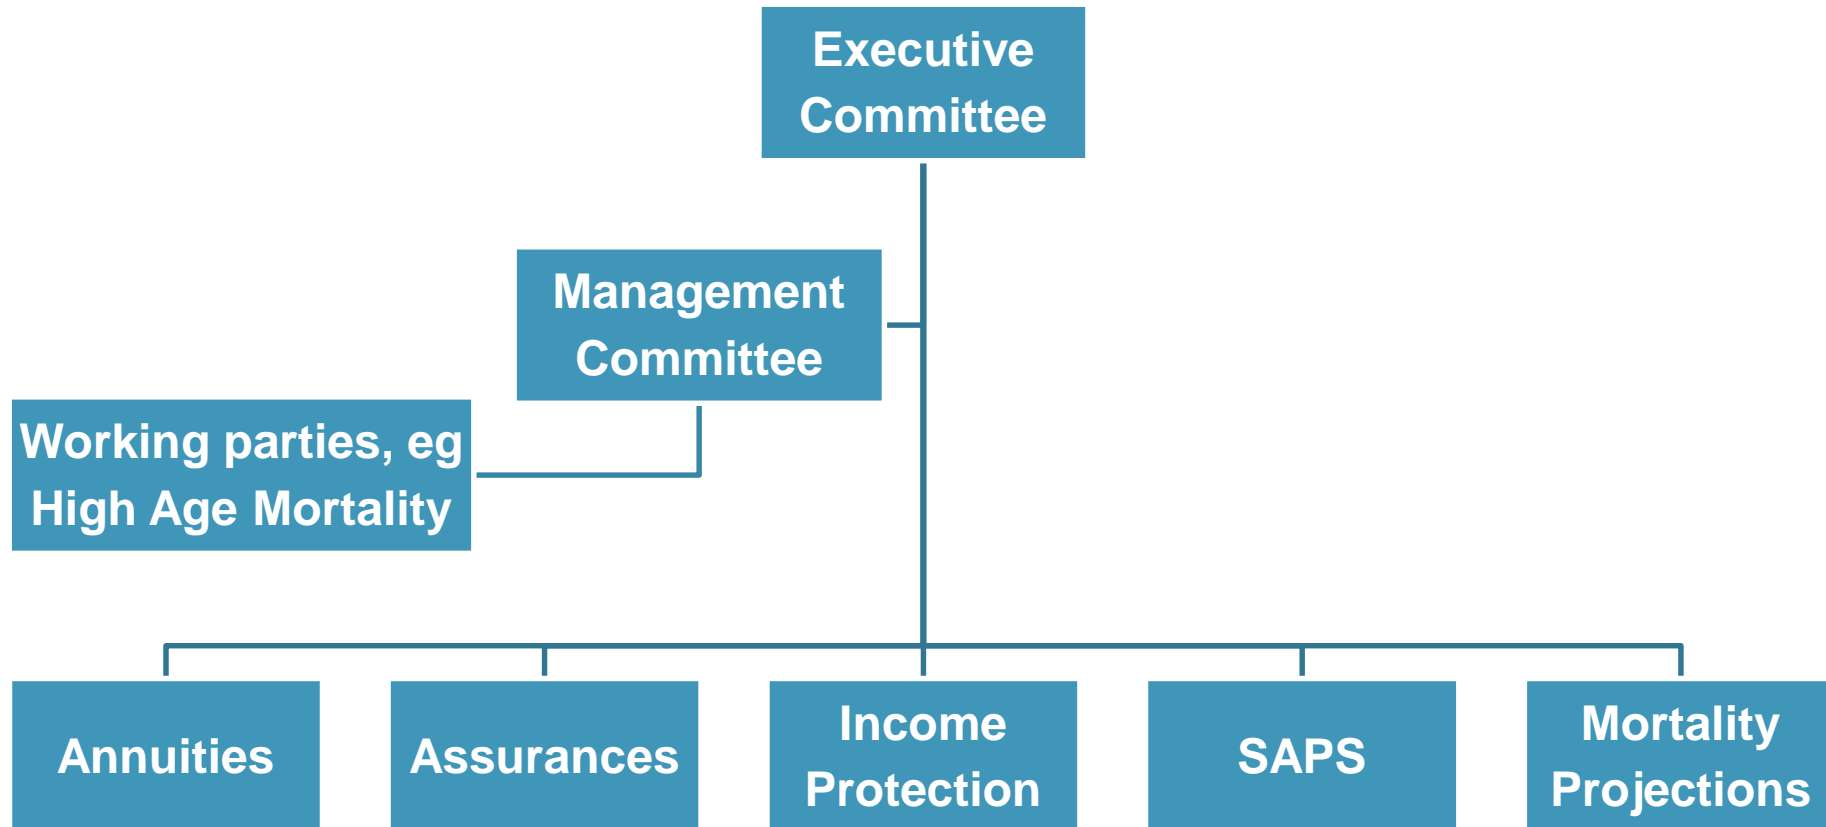 Executive
Committee
Management
Committee
Working parties, eg
High Age Mortality
Annuities
Assurances
Income
Protection
SAPS
Mortality
Projections